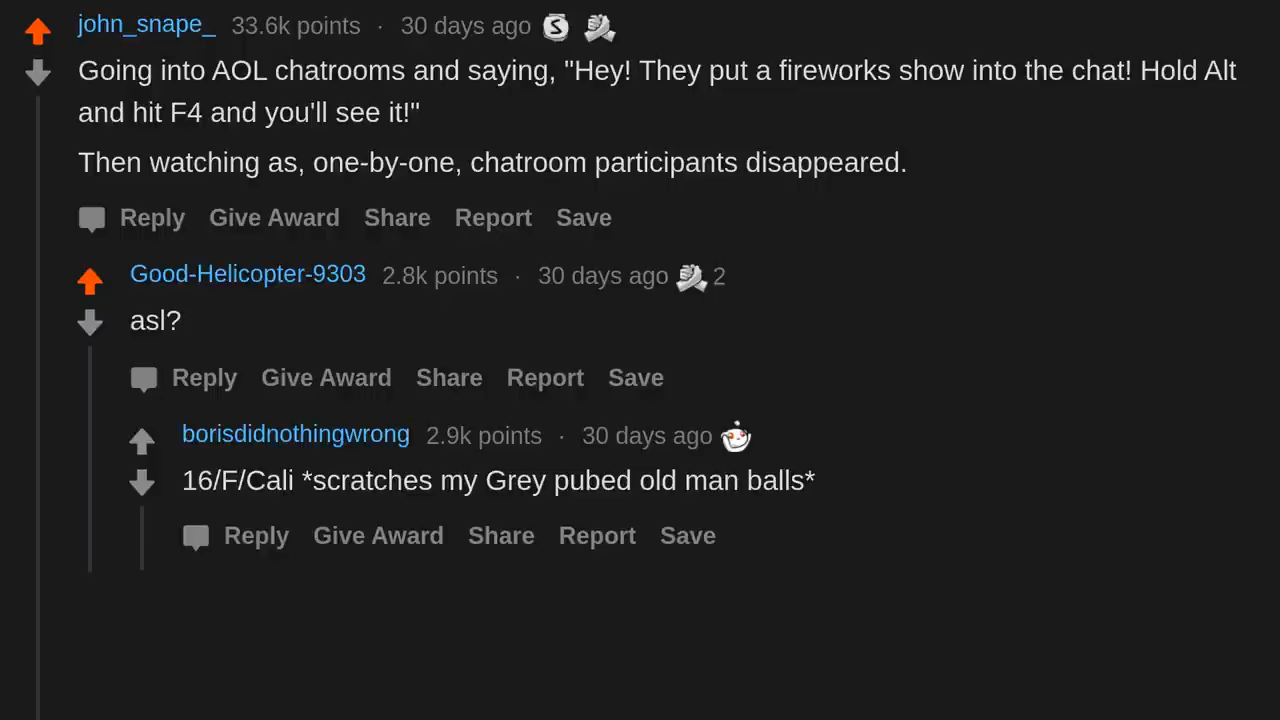 john_snape_ 33.6k points · 30 days ago
Going into AOL chatrooms and saying, "Hey! They put a fireworks show into the chat! Hold Alt
and hit F4 and you'll see it!"
Then watching as, one-by-one, chatroom participants disappeared.
Reply Give Award Share Report Save
Good-Helicopter-9303 2.8k points · 30 days ago 2
asl?
Reply Give Award Share Report Save
borisdidnothingwrong 2.9k points · 30 days ago
16/F/Cali *scratches my Grey pubed old man balls*
Reply Give Award Share Report Save